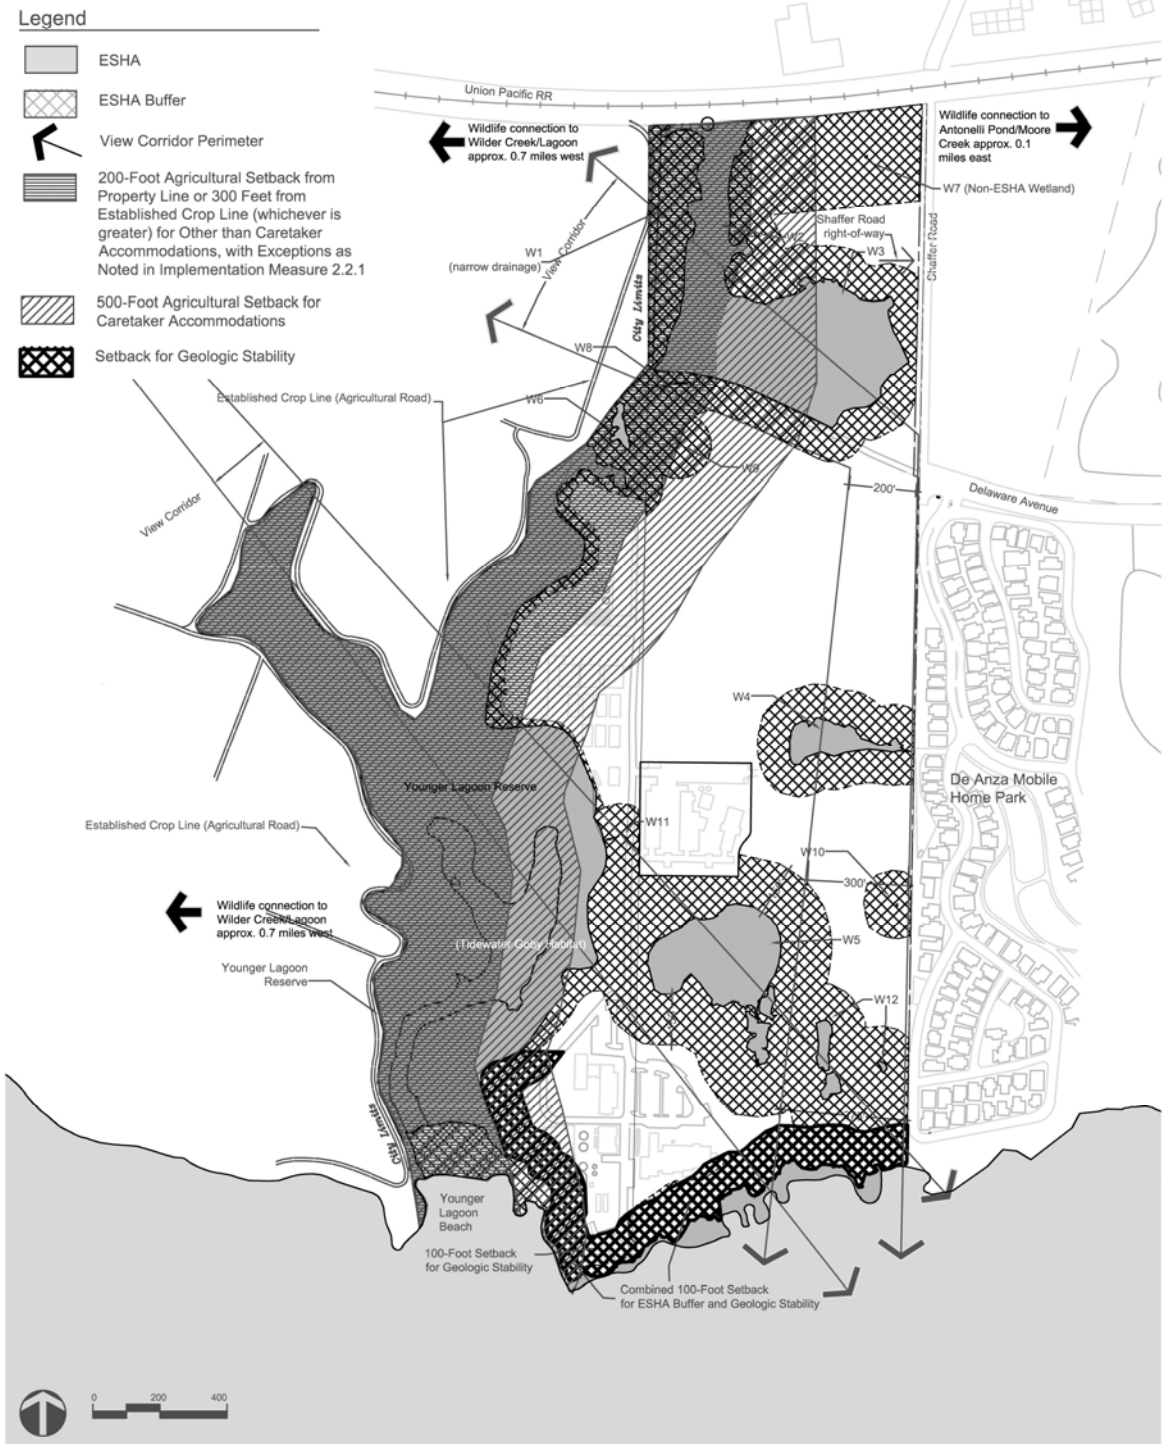 Legend
ESHA
ESHA Buffer
View Corridor Perimeter
200-Foot Agricultural Setback from
Property Line or 300 Feet from
Established Crop Line (whichever is
greater) for Other than Caretaker
Accommodations, with Exceptions as
Noted in Implementation Measure 2.2.1
500-Foot Agricultural Setback for
Caretaker Accommodations
Setback for Geologic Stability
Union Pacific RR
Wildlife connection to
Wilder Creek/Lagoon
approx. 0.7 miles west
Wildlife connection to
Antonelli Pond/Moore
Creek approx. 0.1
miles east
W7 (Non-ESHA Wetland)
Shaffer Road
right-of-way
W2
W3
Shaffer Road
W1
(narrow drainage)
View Corridor
City Limits
W8
Established Crop Line (Agricultural Road)
W6
W9
200'
Delaware Avenue
View Corridor
W4
De Anza Mobile
Home Park
Younger Lagoon Reserve
W11
Established Crop Line (Agricultural Road)
W10
300'
Wildlife connection to
Wilder Creek/Lagoon
approx. 0.7 miles west
(Tidewater Goby Habitat)
W5
Younger Lagoon
Reserve
W12
City Limits
Younger
Lagoon
Beach
100-Foot Setback
for Geologic Stability
Combined 100-Foot Setback
for ESHA Buffer and Geologic Stability
0 200 400